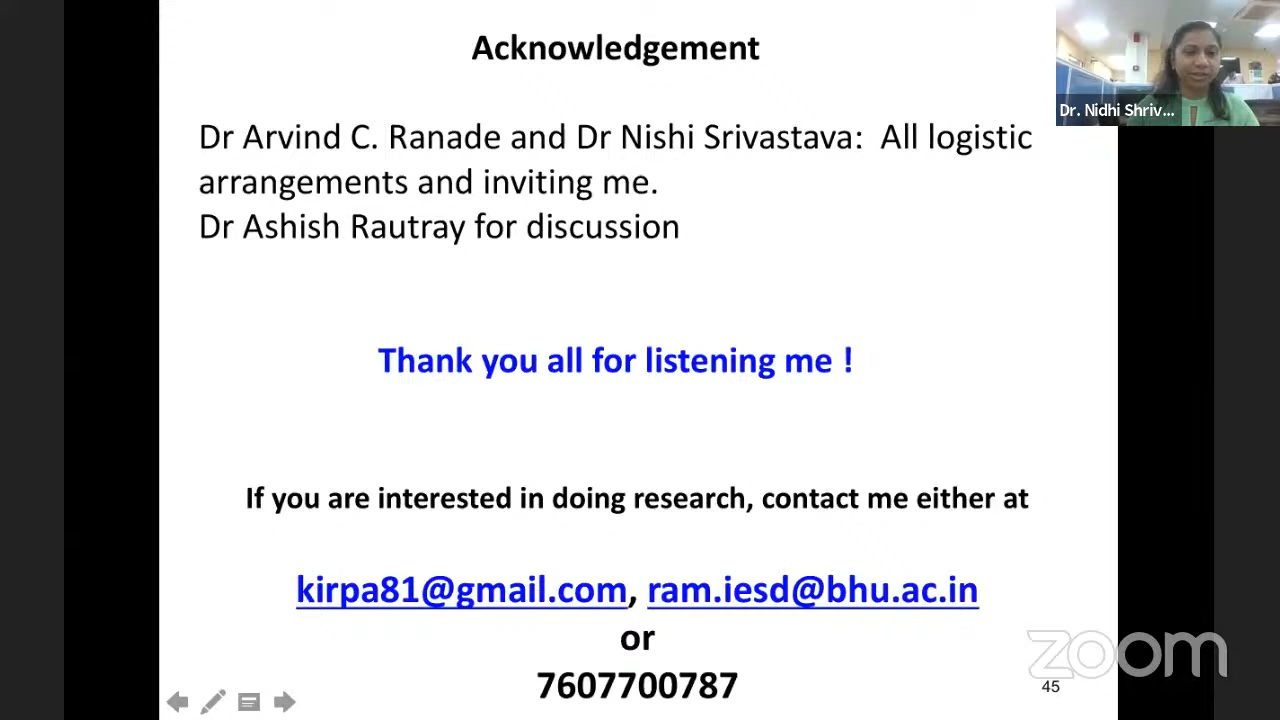 Acknowledgement
Dr. Nidhi Shriv...
Dr Arvind C. Ranade and Dr Nishi Srivastava:  All logistic
arrangements and inviting me.
Dr Ashish Rautray for discussion
Thank you all for listening me !
If you are interested in doing research, contact me either at
kirpa81@gmail.com, ram.iesd@bhu.ac.in
or
7607700787
zoom
45